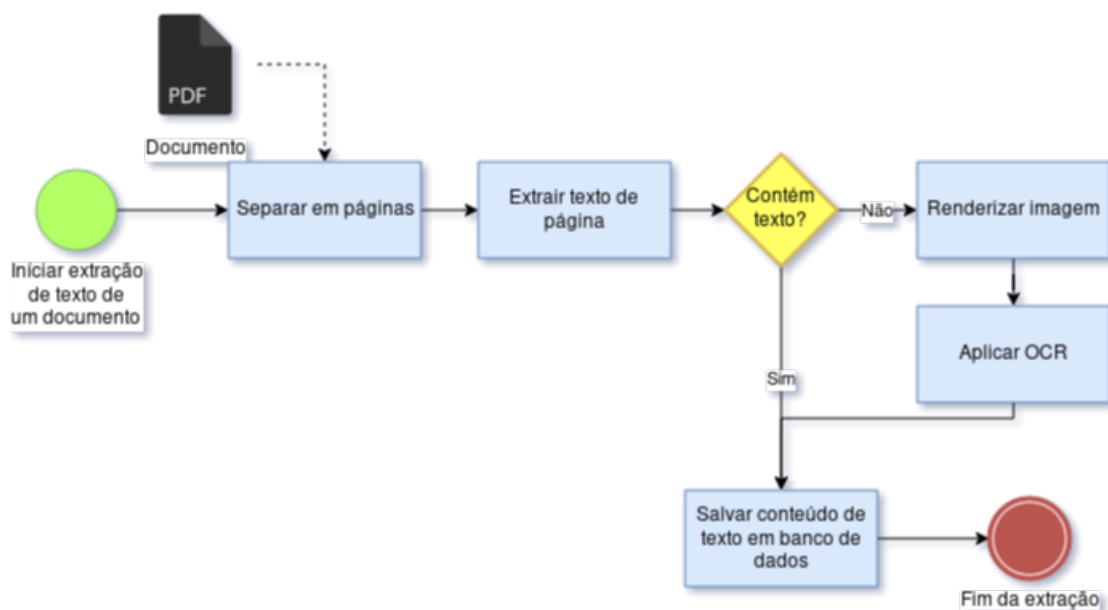 PDF
Documento
Iníciar extração
de texto de
um documento
Separar em páginas
Extrair texto de
página
Contém
texto?
Não
Renderizar imagem
Aplicar OCR
Sim
Salvar conteúdo de
texto em banco de
dados
Fim da extração